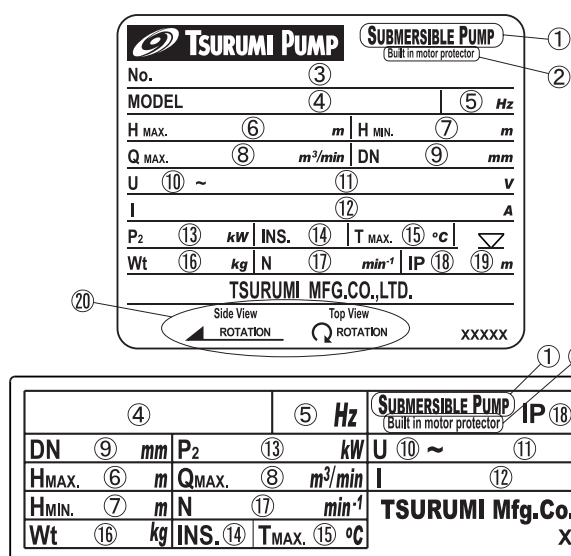 TSURUMI PUMP SUBMERSIBLE PUMP ①
Built in motor protector ②
No. ③
MODEL ④ ⑤ Hz
H MAX. ⑥ m H MIN. ⑦ m
Q MAX. ⑧ m³/min DN ⑨ mm
U ⑩ ~ ⑪ V
I ⑫ A
P₂ ⑬ kW INS. ⑭ T MAX. ⑮ °C
Wt ⑯ kg N ⑰ min⁻¹ IP ⑱ ⑲ m
TSURUMI MFG.CO.,LTD.
⑳ Side View Top View
ROTATION ROTATION XXXXX
①
④ ⑤ Hz SUBMERSIBLE PUMP IP ⑱
Built in motor protector
DN ⑨ mm P₂ ⑬ kW U ⑩ ~ ⑪
HMAX. ⑥ m QMAX. ⑧ m³/min I ⑫
HMIN. ⑦ m N ⑰ min⁻¹ TSURUMI Mfg.Co.
Wt ⑯ kg INS. ⑭ TMAX. ⑮ °C X